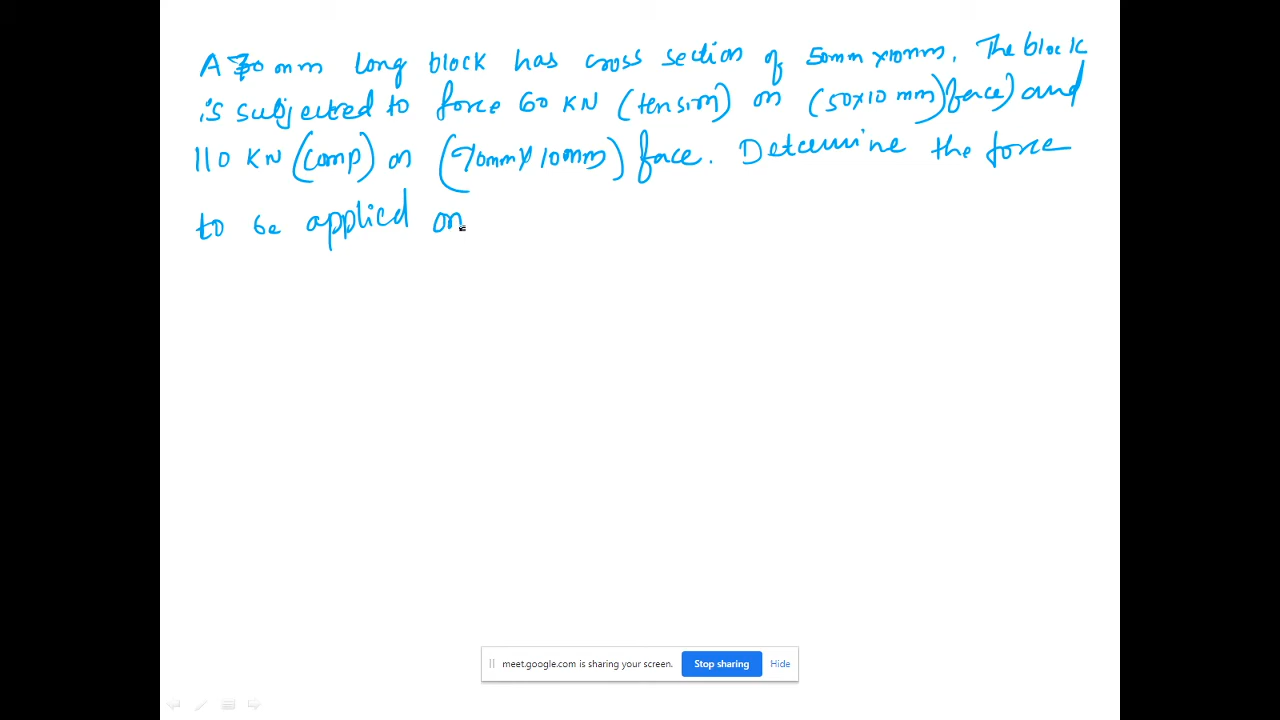 A 70 mm long block has cross section of 50mm x10mm. The block
is subjected to force 60 KN (tension) on (50x10 mm)face) and
110 KN (comp) on (70mm x 10mm) face. Determine the force
to be applied on
meet.google.com is sharing your screen. Stop sharing Hide